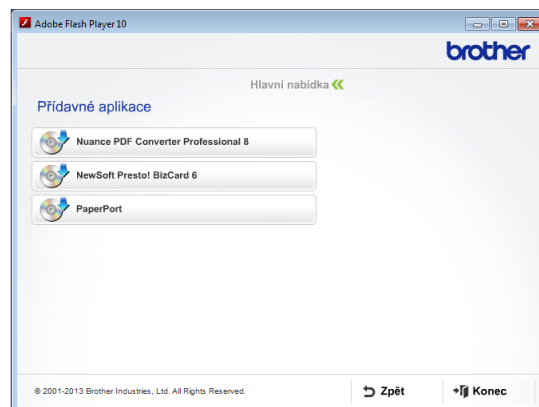 Adobe Flash Player 10
brother
Hlavní nabídka
Přídavné aplikace
Nuance PDF Converter Professional 8
NewSoft Presto! BizCard 6
PaperPort
© 2001-2013 Brother Industries, Ltd. All Rights Reserved.
Zpět
Konec